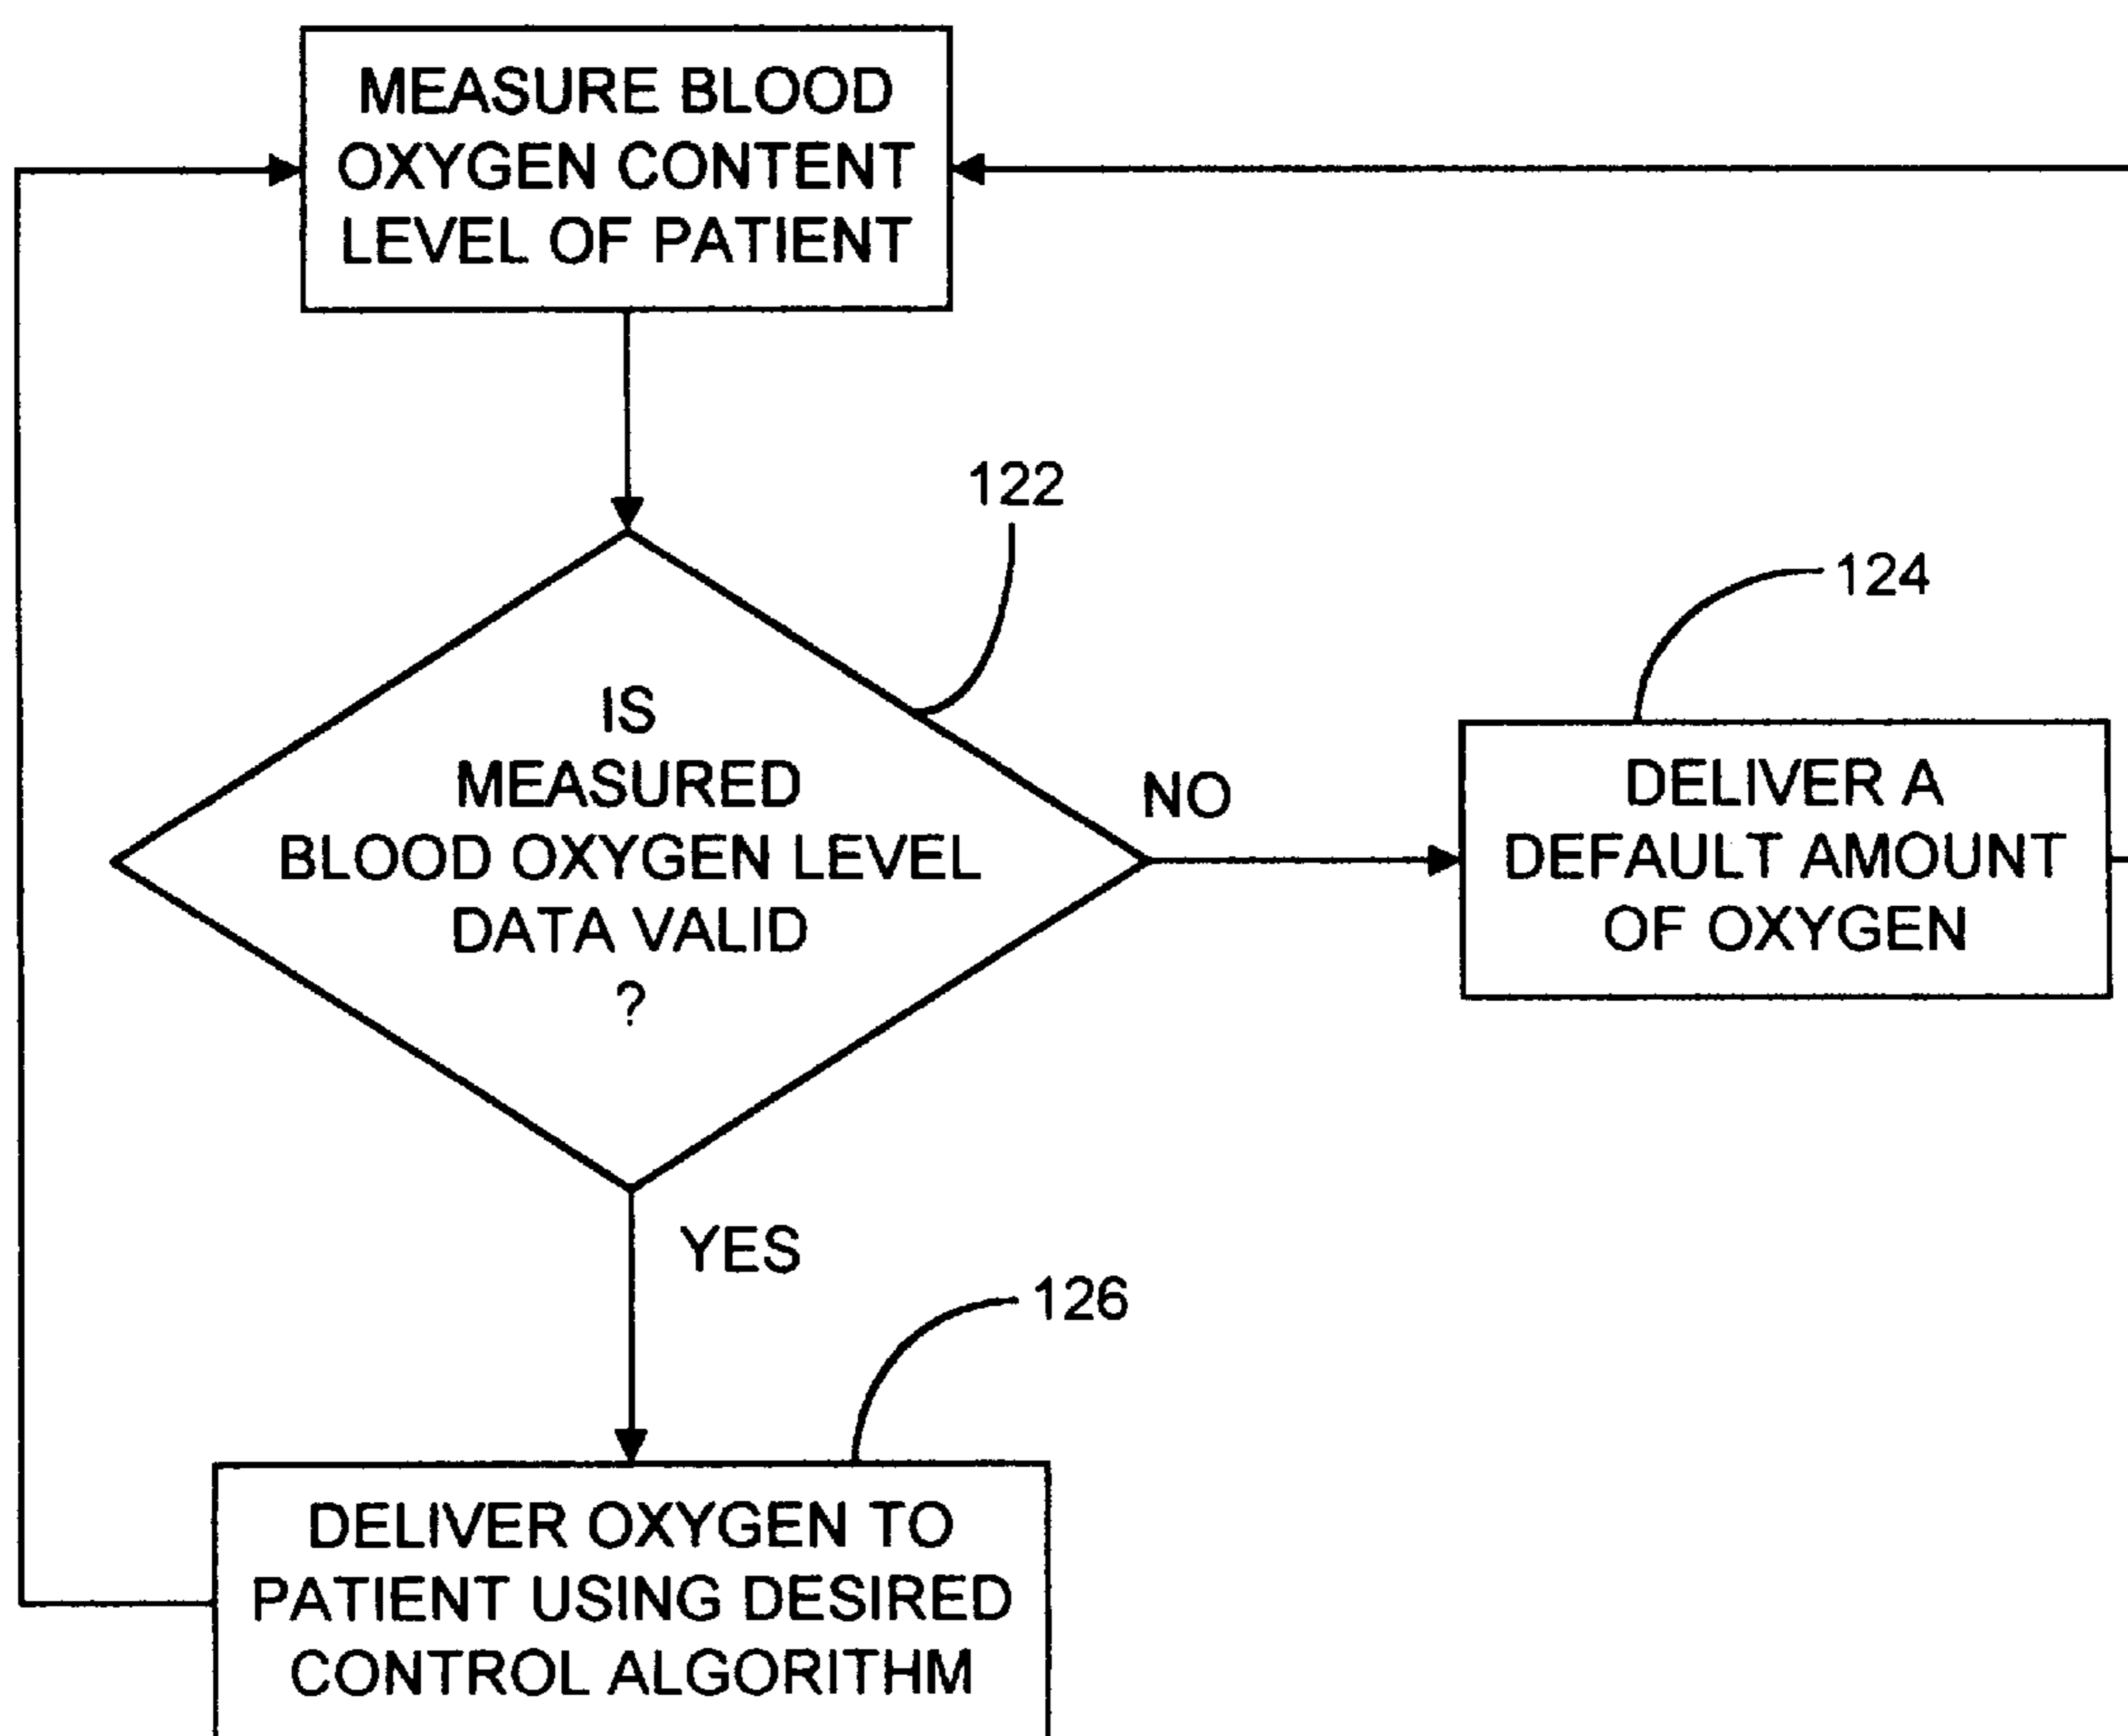 MEASURE BLOOD
OXYGEN CONTENT
LEVEL OF PATIENT
122
IS
MEASURED
BLOOD OXYGEN LEVEL
DATA VALID
?
NO
124
DELIVER A
DEFAULT AMOUNT
OF OXYGEN
YES
126
DELIVER OXYGEN TO
PATIENT USING DESIRED
CONTROL ALGORITHM